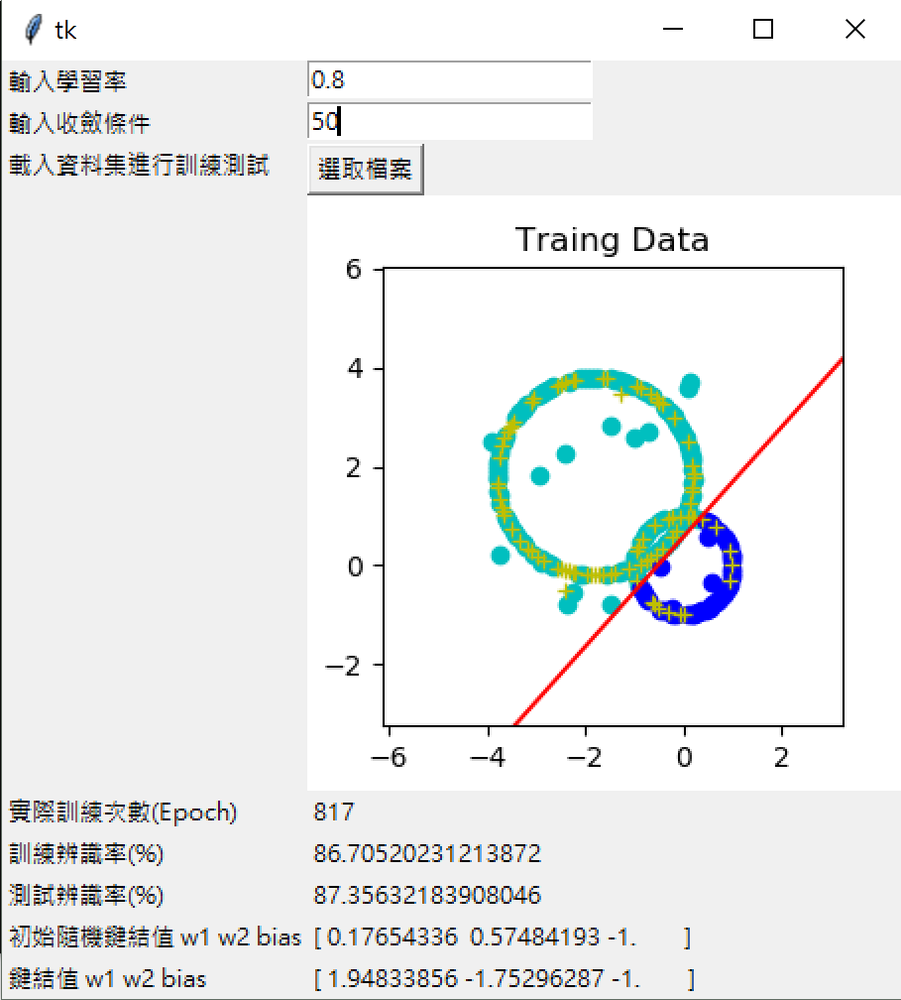 tk
輸入學習率 0.8
輸入收斂條件 50
載入資料集進行訓練測試 選取檔案
Traing Data
6
4
2
0
−2
−6 −4 −2 0 2
實際訓練次數(Epoch) 817
訓練辨識率(%) 86.70520231213872
測試辨識率(%) 87.35632183908046
初始隨機鍵結值 w1 w2 bias [ 0.17654336 0.57484193 -1. ]
鍵結值 w1 w2 bias [ 1.94833856 -1.75296287 -1. ]